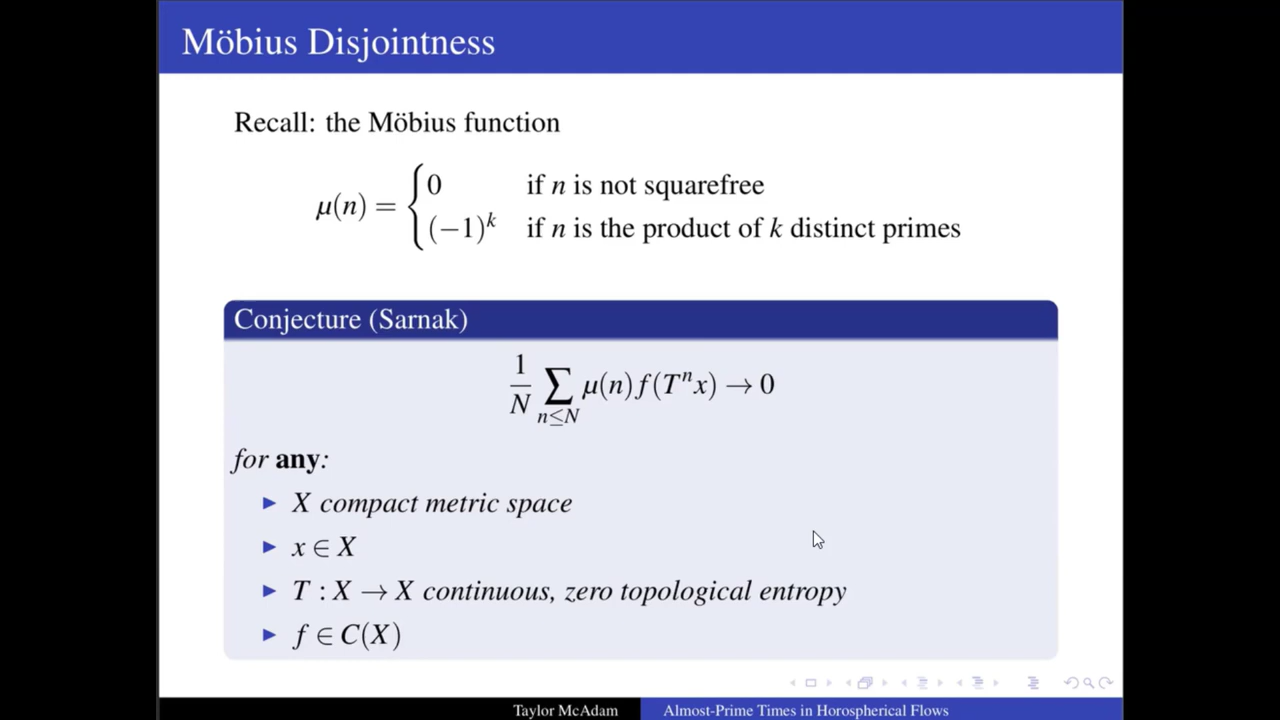 Möbius Disjointness
Recall: the Möbius function
μ(n) = { 0 if n is not squarefree
(−1)^k if n is the product of k distinct primes
Conjecture (Sarnak)
1/N ∑_{n≤N} μ(n) f(T^n x) → 0
for any:
▶ X compact metric space
▶ x ∈ X
▶ T : X → X continuous, zero topological entropy
▶ f ∈ C(X)
Taylor McAdam Almost-Prime Times in Horospherical Flows